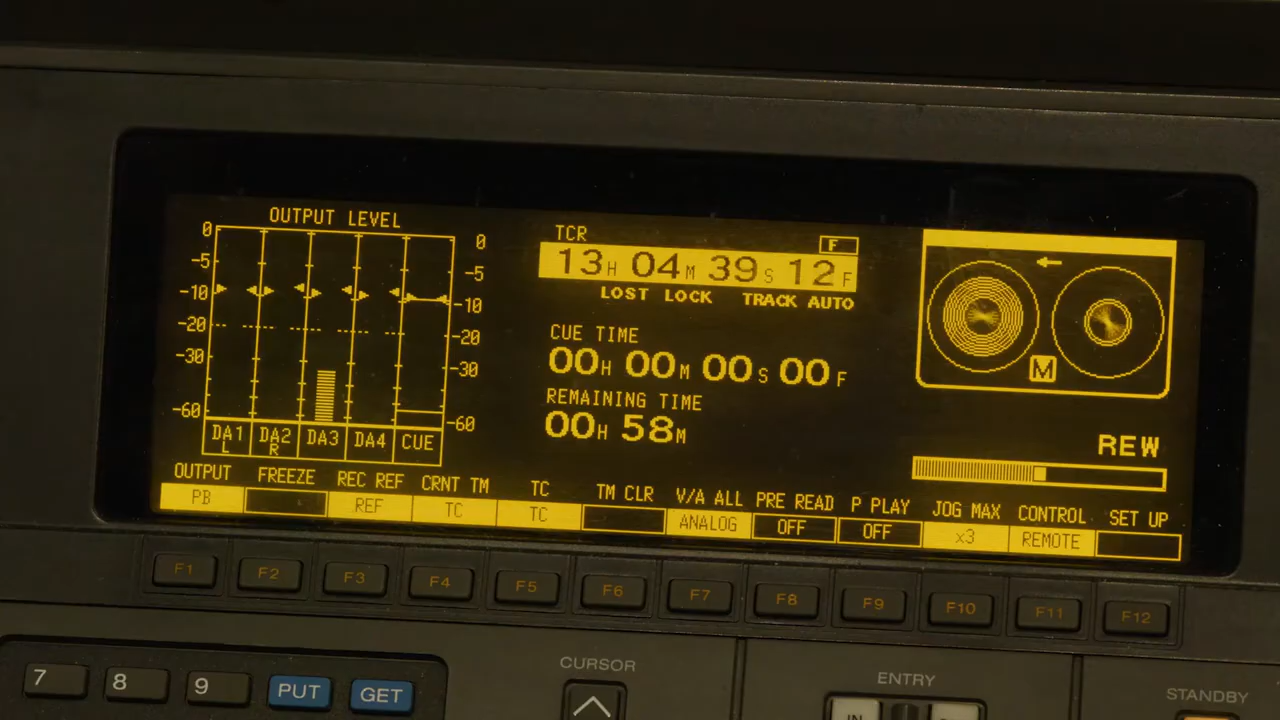 OUTPUT LEVEL
0 0
-5 -5
-10 -10
-20 -20
-30 -30
-60 -60
DA1 L DA2 R DA3 DA4 CUE
TCR F
13H 04M 39S 12F
LOST LOCK TRACK AUTO
CUE TIME
00H 00M 00S 00F
REMAINING TIME
00H 58M
M
REW
OUTPUT FREEZE REC REF CRNT TM TC TM CLR V/A ALL PRE READ P PLAY JOG MAX CONTROL SET UP
PB REF TC TC ANALOG OFF OFF x3 REMOTE
F1 F2 F3 F4 F5 F6 F7 F8 F9 F10 F11 F12
7 8 9 PUT GET
CURSOR
ENTRY
IN
STANDBY